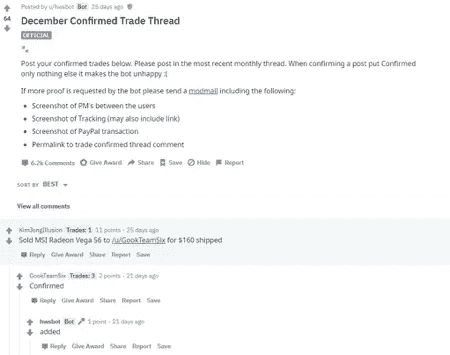 Posted by u/hwsbot Bot 26 days ago
64
December Confirmed Trade Thread
OFFICIAL
Post your confirmed trades below. Please post in the most recent monthly thread. When confirming a post put Confirmed
only nothing else it makes the bot unhappy :(
If more proof is requested by the bot please send a modmail including the following:
Screenshot of PM's between the users
Screenshot of Tracking (may also include link)
Screenshot of PayPal transaction
Permalink to trade confirmed thread comment
6.2k Comments Give Award Share Save Hide Report
SORT BY BEST
View all comments
KimJongIllusion Trades: 1 11 points · 25 days ago
Sold MSI Radeon Vega 56 to /u/GookTeamSix for $160 shipped
Reply Give Award Share Report Save
GookTeamSix Trades: 3 2 points · 21 days ago
Confirmed
Reply Give Award Share Report Save
hwsbot Bot 1 point · 21 days ago
added
Reply Give Award Share Report Save